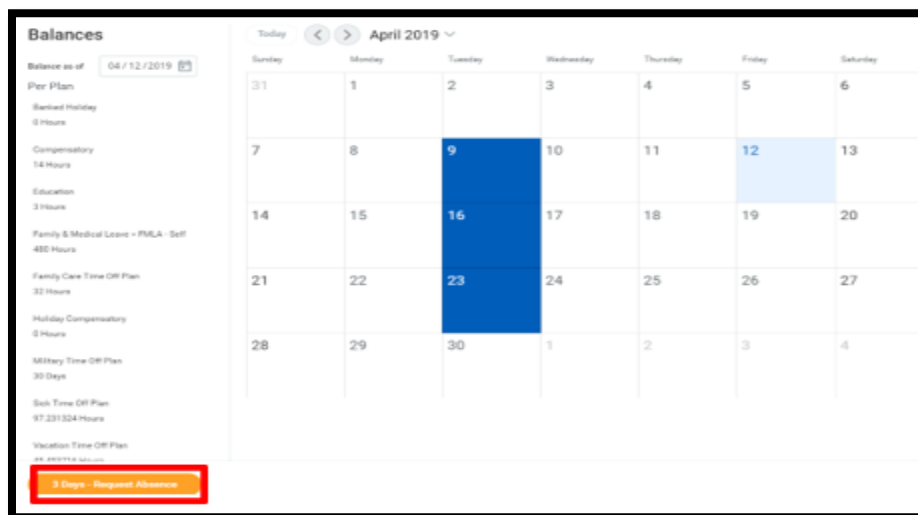 Balances
Balance as of 04/12/2019
Per Plan
Banked Holiday
0 Hours
Compensatory
14 Hours
Education
3 Hours
Family & Medical Leave - FMLA - Self
480 Hours
Family Care Time Off Plan
32 Hours
Holiday Compensatory
0 Hours
Military Time Off Plan
30 Days
Sick Time Off Plan
97.231324 Hours
Vacation Time Off Plan
Hours
3 Days - Request Absence
Today April 2019
Sunday Monday Tuesday Wednesday Thursday Friday Saturday
31 1 2 3 4 5 6
7 8 9 10 11 12 13
14 15 16 17 18 19 20
21 22 23 24 25 26 27
28 29 30 1 2 3 4